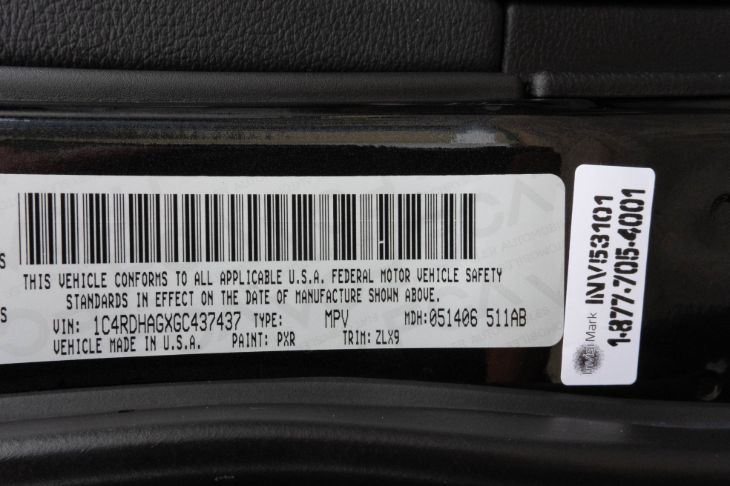 THIS VEHICLE CONFORMS TO ALL APPLICABLE U.S.A. FEDERAL MOTOR VEHICLE SAFETY
STANDARDS IN EFFECT ON THE DATE OF MANUFACTURE SHOWN ABOVE.
VIN: 1C4RDHAGXGC437437 TYPE: MPV MDH: 051406 511AB
VEHICLE MADE IN U.S.A. PAINT: PXR TRIM: ZLX9
Mark INV53101
1-877-705-4001